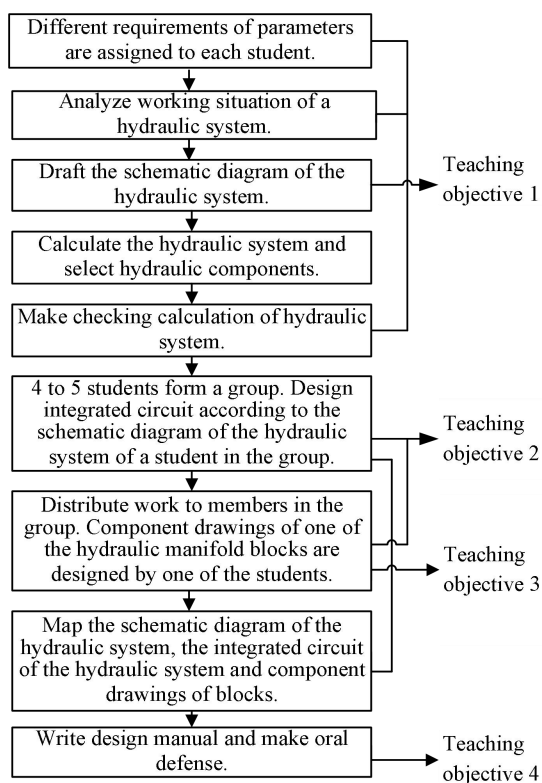 Different requirements of parameters
are assigned to each student.
Analyze working situation of a
hydraulic system.
Draft the schematic diagram of the
hydraulic system.
Teaching
objective 1
Calculate the hydraulic system and
select hydraulic components.
Make checking calculation of hydraulic
system.
4 to 5 students form a group. Design
integrated circuit according to the
schematic diagram of the hydraulic
system of a student in the group.
Teaching
objective 2
Distribute work to members in the
group. Component drawings of one of
the hydraulic manifold blocks are
designed by one of the students.
Teaching
objective 3
Map the schematic diagram of the
hydraulic system, the integrated circuit
of the hydraulic system and component
drawings of blocks.
Write design manual and make oral
defense.
Teaching
objective 4